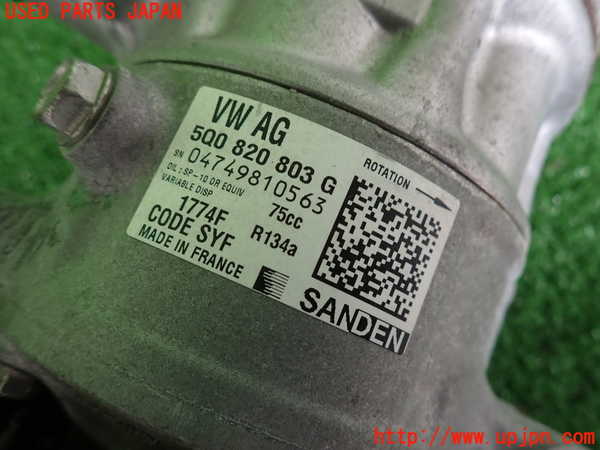 USED PARTS JAPAN
VW AG
5Q0 820 803 G
SN 04749810563
OIL: SP-10 OR EQUIV 75cc
VARIABLE DISP
1774F R134a
CODE SYF
MADE IN FRANCE
ROTATION
SANDEN
http://www.upjpn.com/